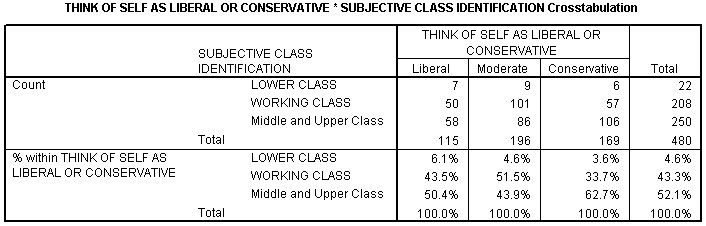 THINK OF SELF AS LIBERAL OR CONSERVATIVE * SUBJECTIVE CLASS IDENTIFICATION Crosstabulation
THINK OF SELF AS LIBERAL OR
CONSERVATIVE
SUBJECTIVE CLASS
IDENTIFICATION
Liberal Moderate Conservative Total
Count LOWER CLASS 7 9 6 22
WORKING CLASS 50 101 57 208
Middle and Upper Class 58 86 106 250
Total 115 196 169 480
% within THINK OF SELF AS
LIBERAL OR CONSERVATIVE
LOWER CLASS 6.1% 4.6% 3.6% 4.6%
WORKING CLASS 43.5% 51.5% 33.7% 43.3%
Middle and Upper Class 50.4% 43.9% 62.7% 52.1%
Total 100.0% 100.0% 100.0% 100.0%